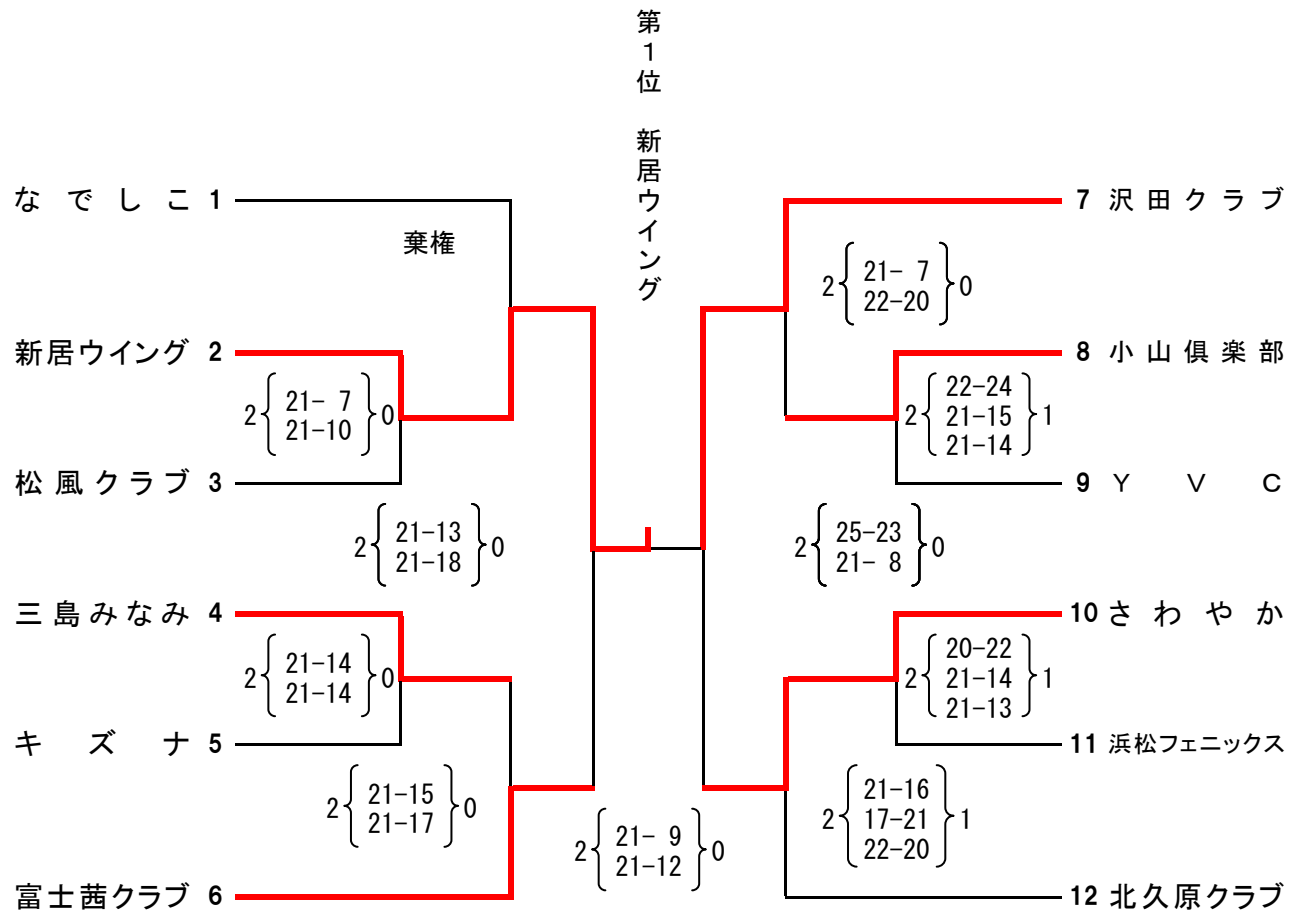 第1位 新居ウイング
なでしこ 1
棄権
新居ウイング 2
2 21- 7 0
21-10
松風クラブ 3
2 21-13 0
21-18
三島みなみ 4
2 21-14 0
21-14
キズナ 5
2 21-15 0
21-17
富士茜クラブ 6
2 21- 9 0
21-12
7 沢田クラブ
2 21- 7 0
22-20
8 小山倶楽部
22-24
2 21-15 1
21-14
9 YVC
2 25-23 0
21- 8
10 さわやか
20-22
2 21-14 1
21-13
11 浜松フェニックス
21-16
2 17-21 1
22-20
12 北久原クラブ